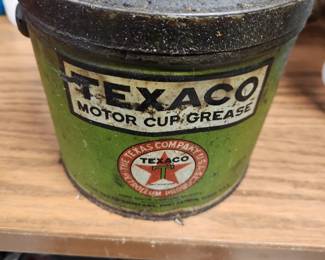 TEXACO
MOTOR CUP GREASE
THE TEXAS COMPANY U.S.A.
TEXACO
T
PETROLEUM PRODUCTS